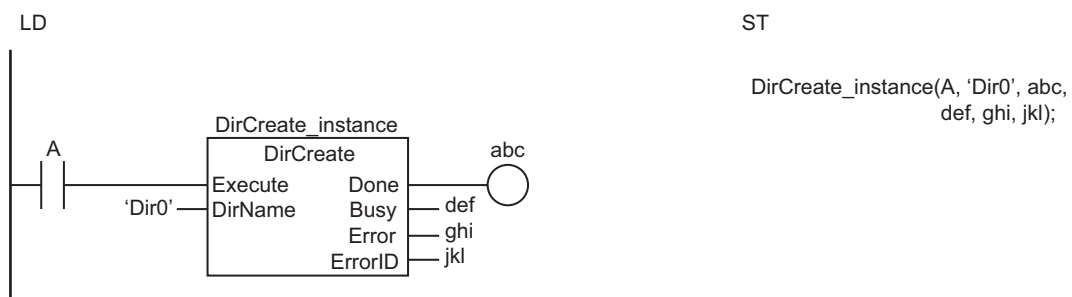 LD
ST
DirCreate_instance(A, ‘Dir0’, abc,
def, ghi, jkl);
DirCreate_instance
A
DirCreate
abc
Execute Done
‘Dir0’ DirName Busy def
Error ghi
ErrorID jkl